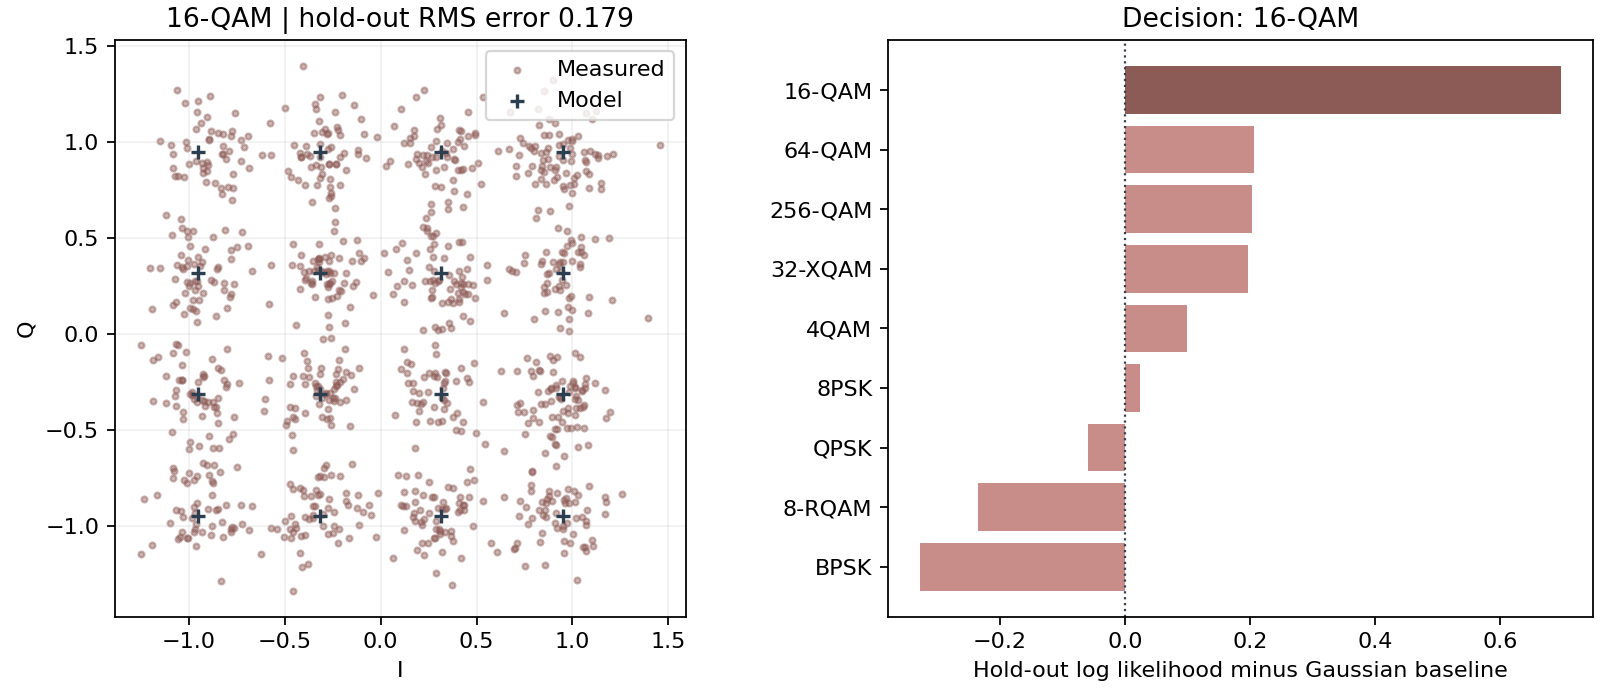 16-QAM | hold-out RMS error 0.179
Measured
Model
1.5
1.0
0.5
0.0
−0.5
−1.0
Q
−1.0
−0.5
0.0
0.5
1.0
1.5
I
Decision: 16-QAM
16-QAM
64-QAM
256-QAM
32-XQAM
4QAM
8PSK
QPSK
8-RQAM
BPSK
−0.2
0.0
0.2
0.4
0.6
Hold-out log likelihood minus Gaussian baseline